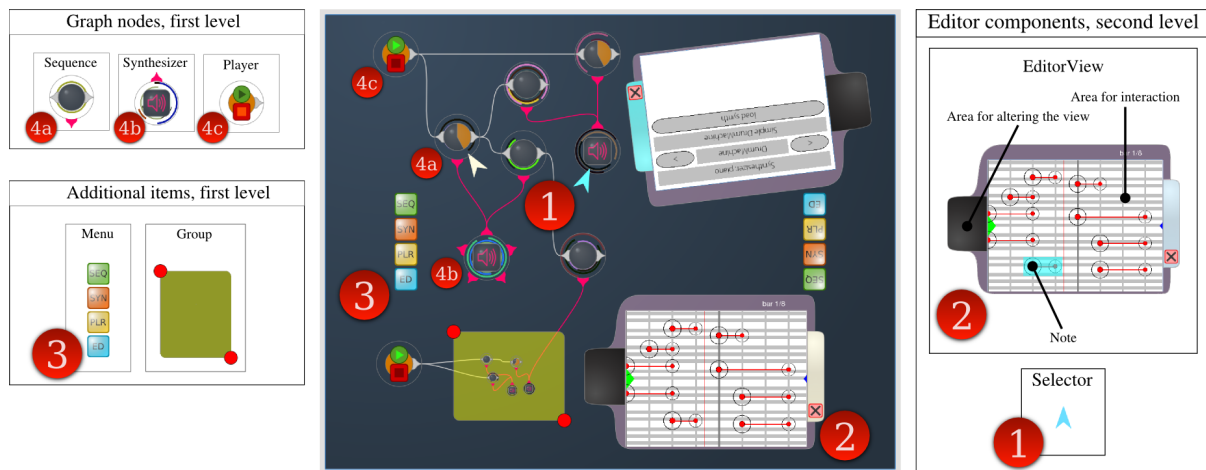 Graph nodes, first level
Sequence
Synthesizer
Player
4a
4b
4c
Additional items, first level
Menu
Group
SEQ
SYN
PLR
ED
3
4c
4a
1
4b
SEQ
SYN
PLR
ED
3
load synth
Simple DrumMachine
<
DrumMachine
>
Synthesizer, piano
ED
PLR
SYN
SEQ
bar 1/8
2
Editor components, second level
EditorView
Area for interaction
Area for altering the view
bar 1/8
2
Note
Selector
1